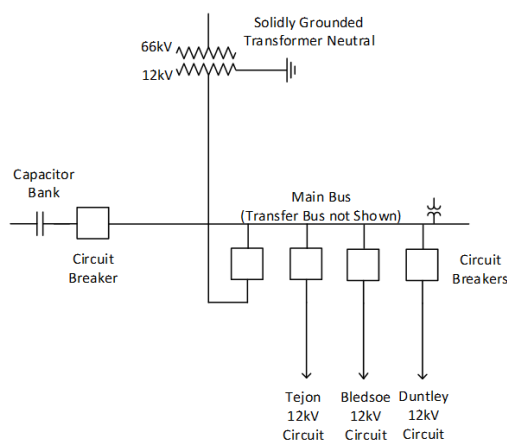 Solidly Grounded
Transformer Neutral
66kV
12kV
Capacitor
Bank
Main Bus
(Transfer Bus not Shown)
Circuit
Breaker
Circuit
Breakers
Tejon
12kV
Circuit
Bledsoe
12kV
Circuit
Duntley
12kV
Circuit